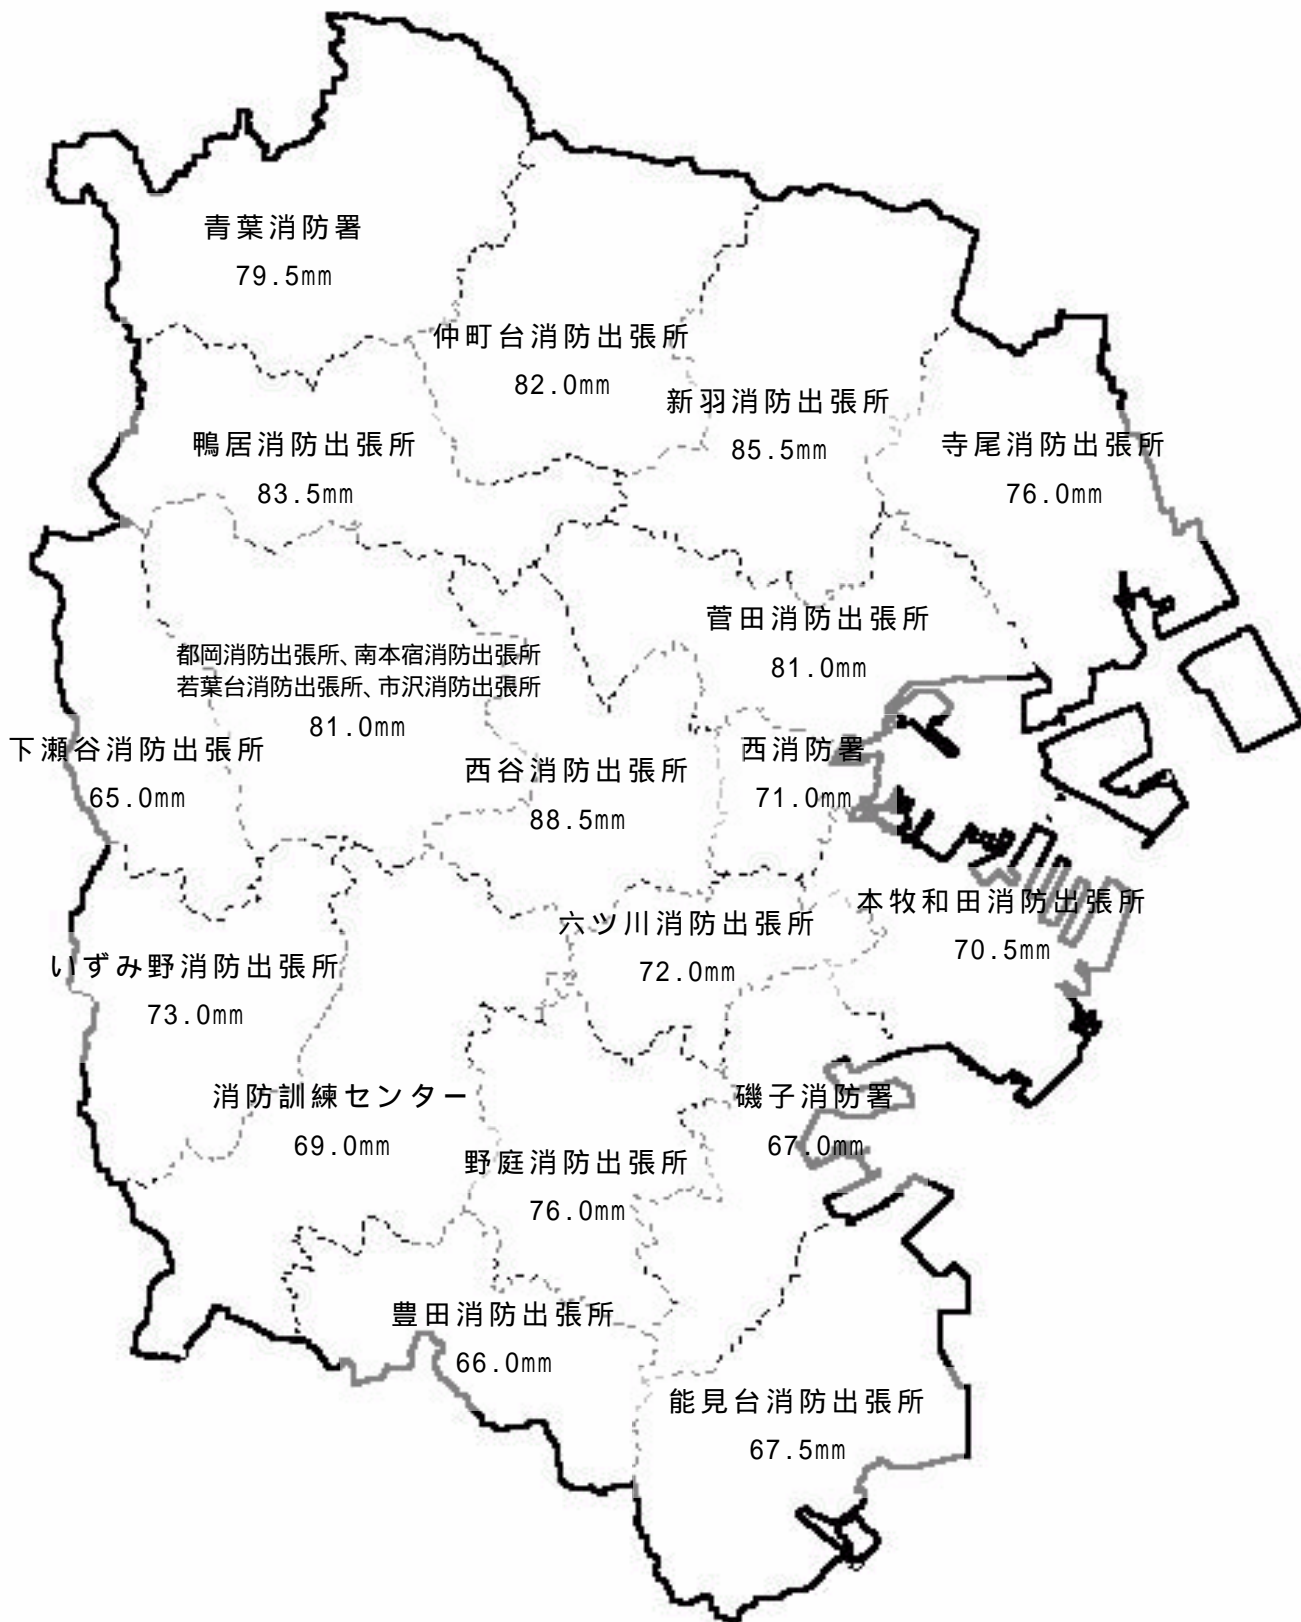 青葉消防署
79.5mm
仲町台消防出張所
82.0mm
新羽消防出張所
85.5mm
鴨居消防出張所
83.5mm
寺尾消防出張所
76.0mm
菅田消防出張所
81.0mm
都岡消防出張所、南本宿消防出張所
若葉台消防出張所、市沢消防出張所
81.0mm
下瀬谷消防出張所
65.0mm
西谷消防出張所
88.5mm
西消防署
71.0mm
本牧和田消防出張所
70.5mm
六ツ川消防出張所
72.0mm
いずみ野消防出張所
73.0mm
消防訓練センター
69.0mm
磯子消防署
67.0mm
野庭消防出張所
76.0mm
豊田消防出張所
66.0mm
能見台消防出張所
67.5mm